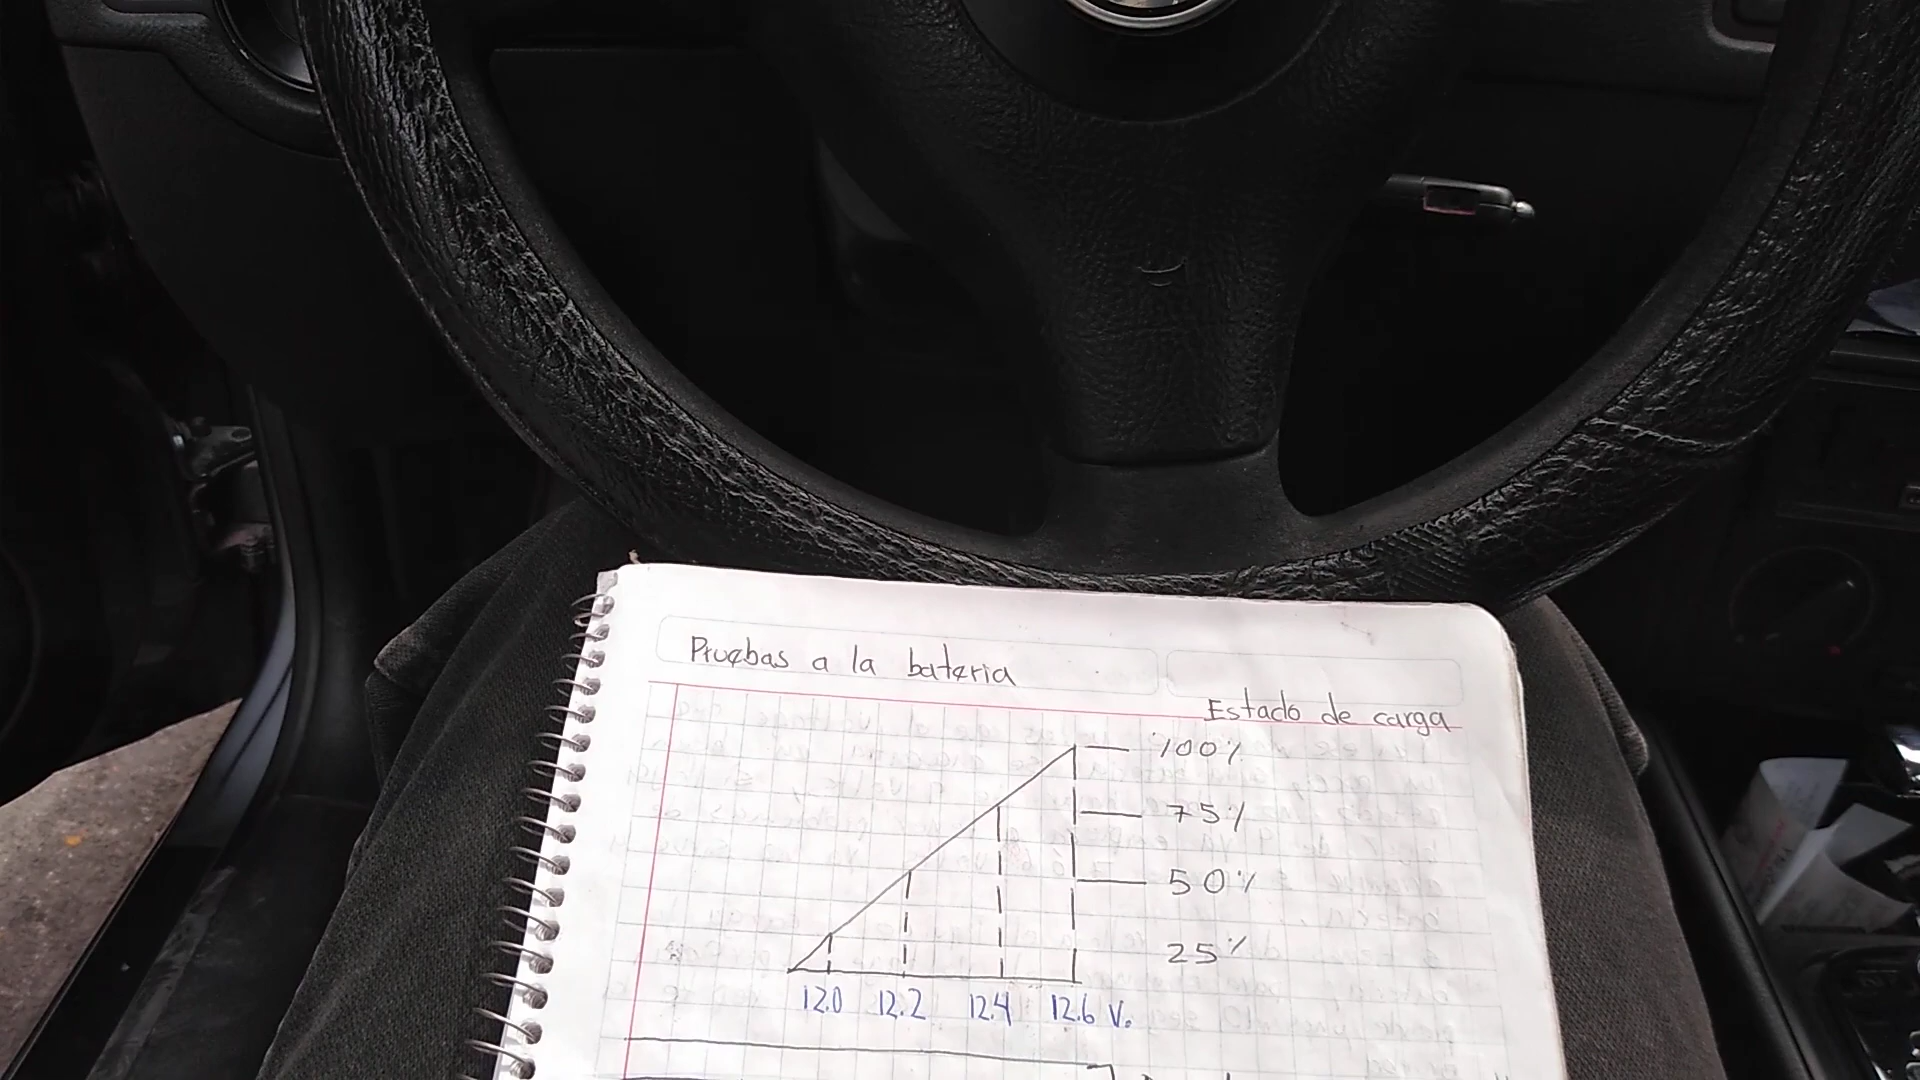 Pruebas a la bateria
Estado de carga
100%
75%
50%
25%
12.0 12.2 12.4 12.6 V.